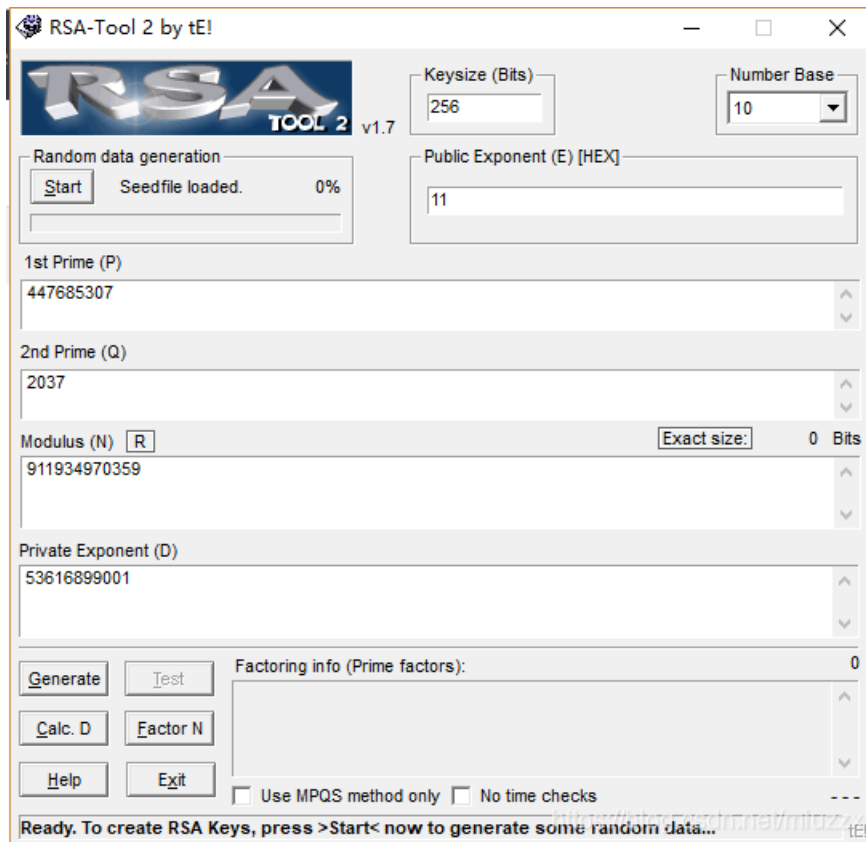 RSA-Tool 2 by tE!
RSA
TOOL 2 v1.7
Keysize (Bits)
256
Number Base
10
Random data generation
Start Seedfile loaded. 0%
Public Exponent (E) [HEX]
11
1st Prime (P)
447685307
2nd Prime (Q)
2037
Modulus (N) R Exact size: 0 Bits
911934970359
Private Exponent (D)
53616899001
Generate Test
Factoring info (Prime factors): 0
Calc. D Factor N
Help Exit
Use MPQS method only No time checks ---
Ready. To create RSA Keys, press >Start< now to generate some random data...
tE!